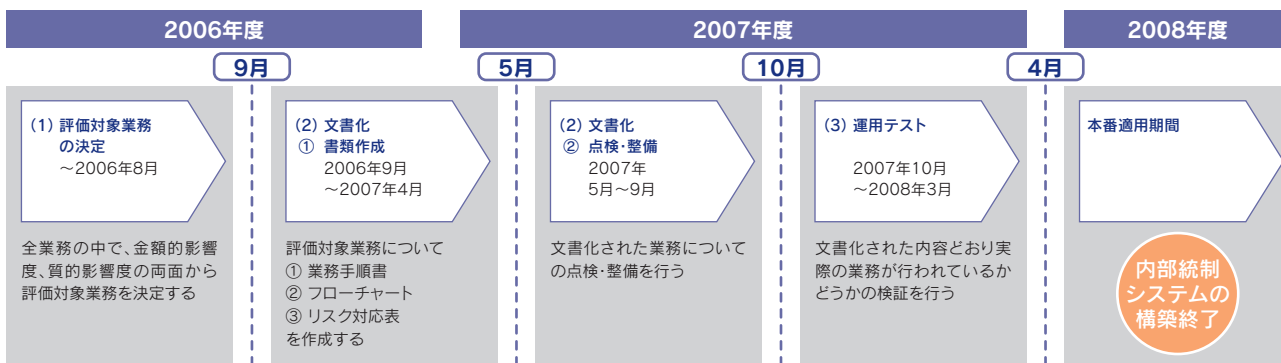 2006年度
2007年度
2008年度
9月
5月
10月
4月
(1) 評価対象業務
の決定
～2006年8月
全業務の中で、金額的影響
度、質的影響度の両面から
評価対象業務を決定する
(2) 文書化
① 書類作成
2006年9月
～2007年4月
評価対象業務について
① 業務手順書
② フローチャート
③ リスク対応表
を作成する
(2) 文書化
② 点検・整備
2007年
5月～9月
文書化された業務について
の点検・整備を行う
(3) 運用テスト
2007年10月
～2008年3月
文書化された内容どおり実
際の業務が行われているか
どうかの検証を行う
本番適用期間
内部統制
システムの
構築終了